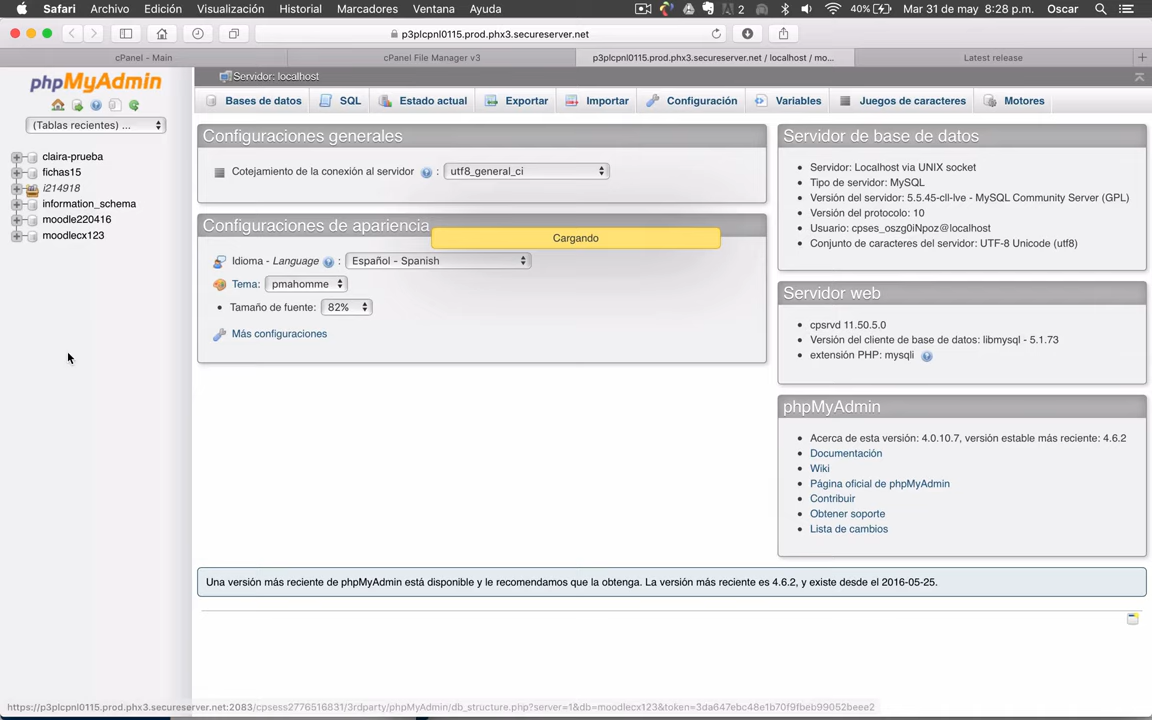 Safari Archivo Edición Visualización Historial Marcadores Ventana Ayuda 2 40% Mar 31 de may 8:28 p.m. Oscar
p3plcpnl0115.prod.phx3.secureserver.net
cPanel - Main cPanel File Manager v3 p3plcpnl0115.prod.phx3.secureserver.net / localhost / mo... Latest release
phpMyAdmin
(Tablas recientes) ...
claira-prueba
fichas15
i214918
information_schema
moodle220416
moodlecx123
Servidor: localhost
Bases de datos SQL Estado actual Exportar Importar Configuración Variables Juegos de caracteres Motores
Configuraciones generales
Cotejamiento de la conexión al servidor : utf8_general_ci
Configuraciones de apariencia
Cargando
Idioma - Language : Español - Spanish
Tema: pmahomme
• Tamaño de fuente: 82%
Más configuraciones
Servidor de base de datos
• Servidor: Localhost via UNIX socket
• Tipo de servidor: MySQL
• Versión del servidor: 5.5.45-cll-lve - MySQL Community Server (GPL)
• Versión del protocolo: 10
• Usuario: cpses_oszg0iNpoz@localhost
• Conjunto de caracteres del servidor: UTF-8 Unicode (utf8)
Servidor web
• cpsrvd 11.50.5.0
• Versión del cliente de base de datos: libmysql - 5.1.73
• extensión PHP: mysqli
phpMyAdmin
• Acerca de esta versión: 4.0.10.7, versión estable más reciente: 4.6.2
• Documentación
• Wiki
• Página oficial de phpMyAdmin
• Contribuir
• Obtener soporte
• Lista de cambios
Una versión más reciente de phpMyAdmin está disponible y le recomendamos que la obtenga. La versión más reciente es 4.6.2, y existe desde el 2016-05-25.
https://p3plcpnl0115.prod.phx3.secureserver.net:2083/cpsess2776516831/3rdparty/phpMyAdmin/db_structure.php?server=1&db=moodlecx123&token=3da647ebc48e1b70f9fbeb99052beee2